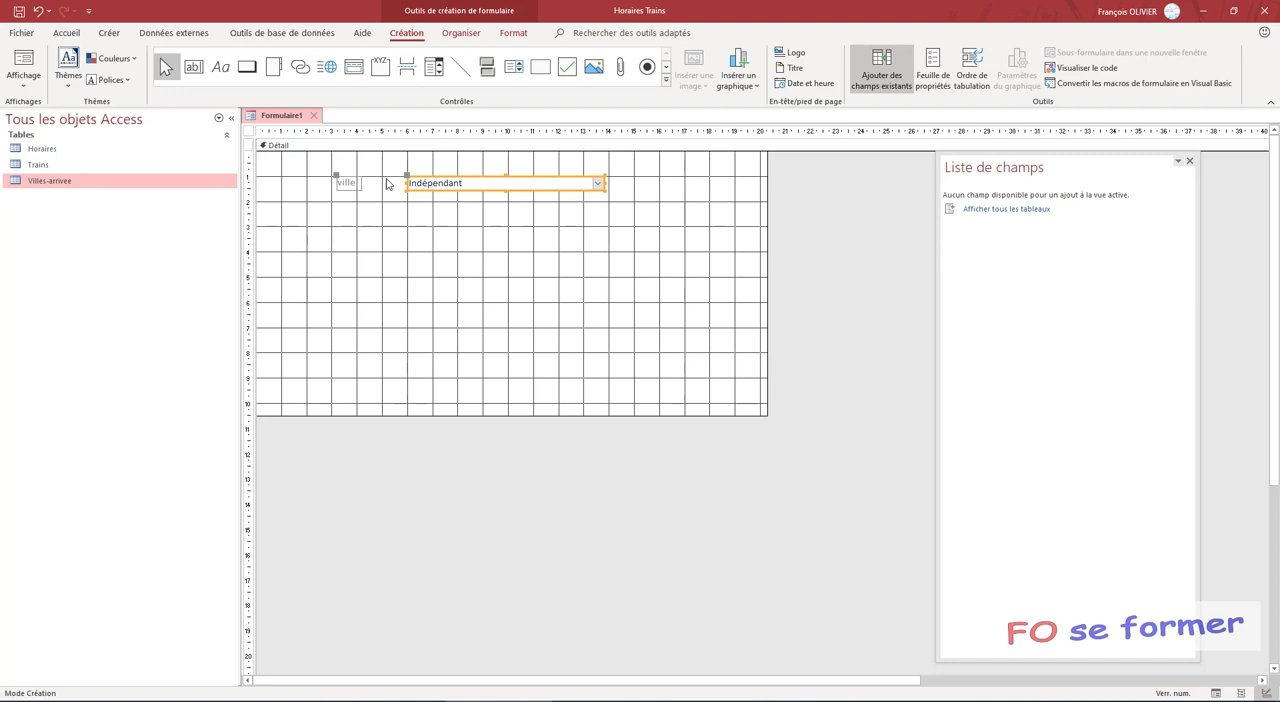 Outils de création de formulaire
Horaires Trains
François OLIVIER
Fichier
Accueil
Créer
Données externes
Outils de base de données
Aide
Création
Organiser
Format
Rechercher des outils adaptés
Affichage
Affichages
Thèmes
Couleurs
Polices
Thèmes
Contrôles
Insérer une image
Insérer un graphique
Logo
Titre
Date et heure
En-tête/pied de page
Ajouter des champs existants
Feuille de propriétés
Ordre de tabulation
Paramètres du graphique
Sous-formulaire dans une nouvelle fenêtre
Visualiser le code
Convertir les macros de formulaire en Visual Basic
Outils
Tous les objets Access
Tables
Horaires
Trains
Villes-arrivee
Formulaire1
Détail
ville
Indépendant
Liste de champs
Aucun champ disponible pour un ajout à la vue active.
Afficher tous les tableaux
FO se former
Mode Création
Verr. num.